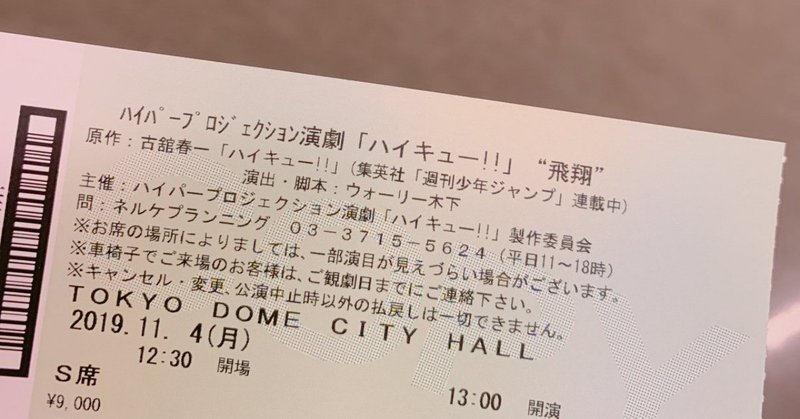 ﾊｲﾊﾟｰﾌﾟﾛｼﾞｪｸｼｮﾝ演劇「ハイキュー!!」 “飛翔”
原作：古舘春一「ハイキュー!!」（集英社「週刊少年ジャンプ」連載中）
演出・脚本：ウォーリー木下
主催：ハイパープロジェクション演劇「ハイキュー!!」製作委員会
問：ネルケプランニング　０３－３７１５－５６２４（平日11～18時）
※お席の場所によりましては、一部演目が見えづらい場合がございます。
※車椅子でご来場のお客様は、ご観劇日までにご連絡下さい。
※キャンセル・変更、公演中止時以外の払戻しは一切できません。
ＴＯＫＹＯ　ＤＯＭＥ　ＣＩＴＹ　ＨＡＬＬ
2019.11. 4(月)
12:30 開場
13:00 開演
Ｓ席
¥9,000